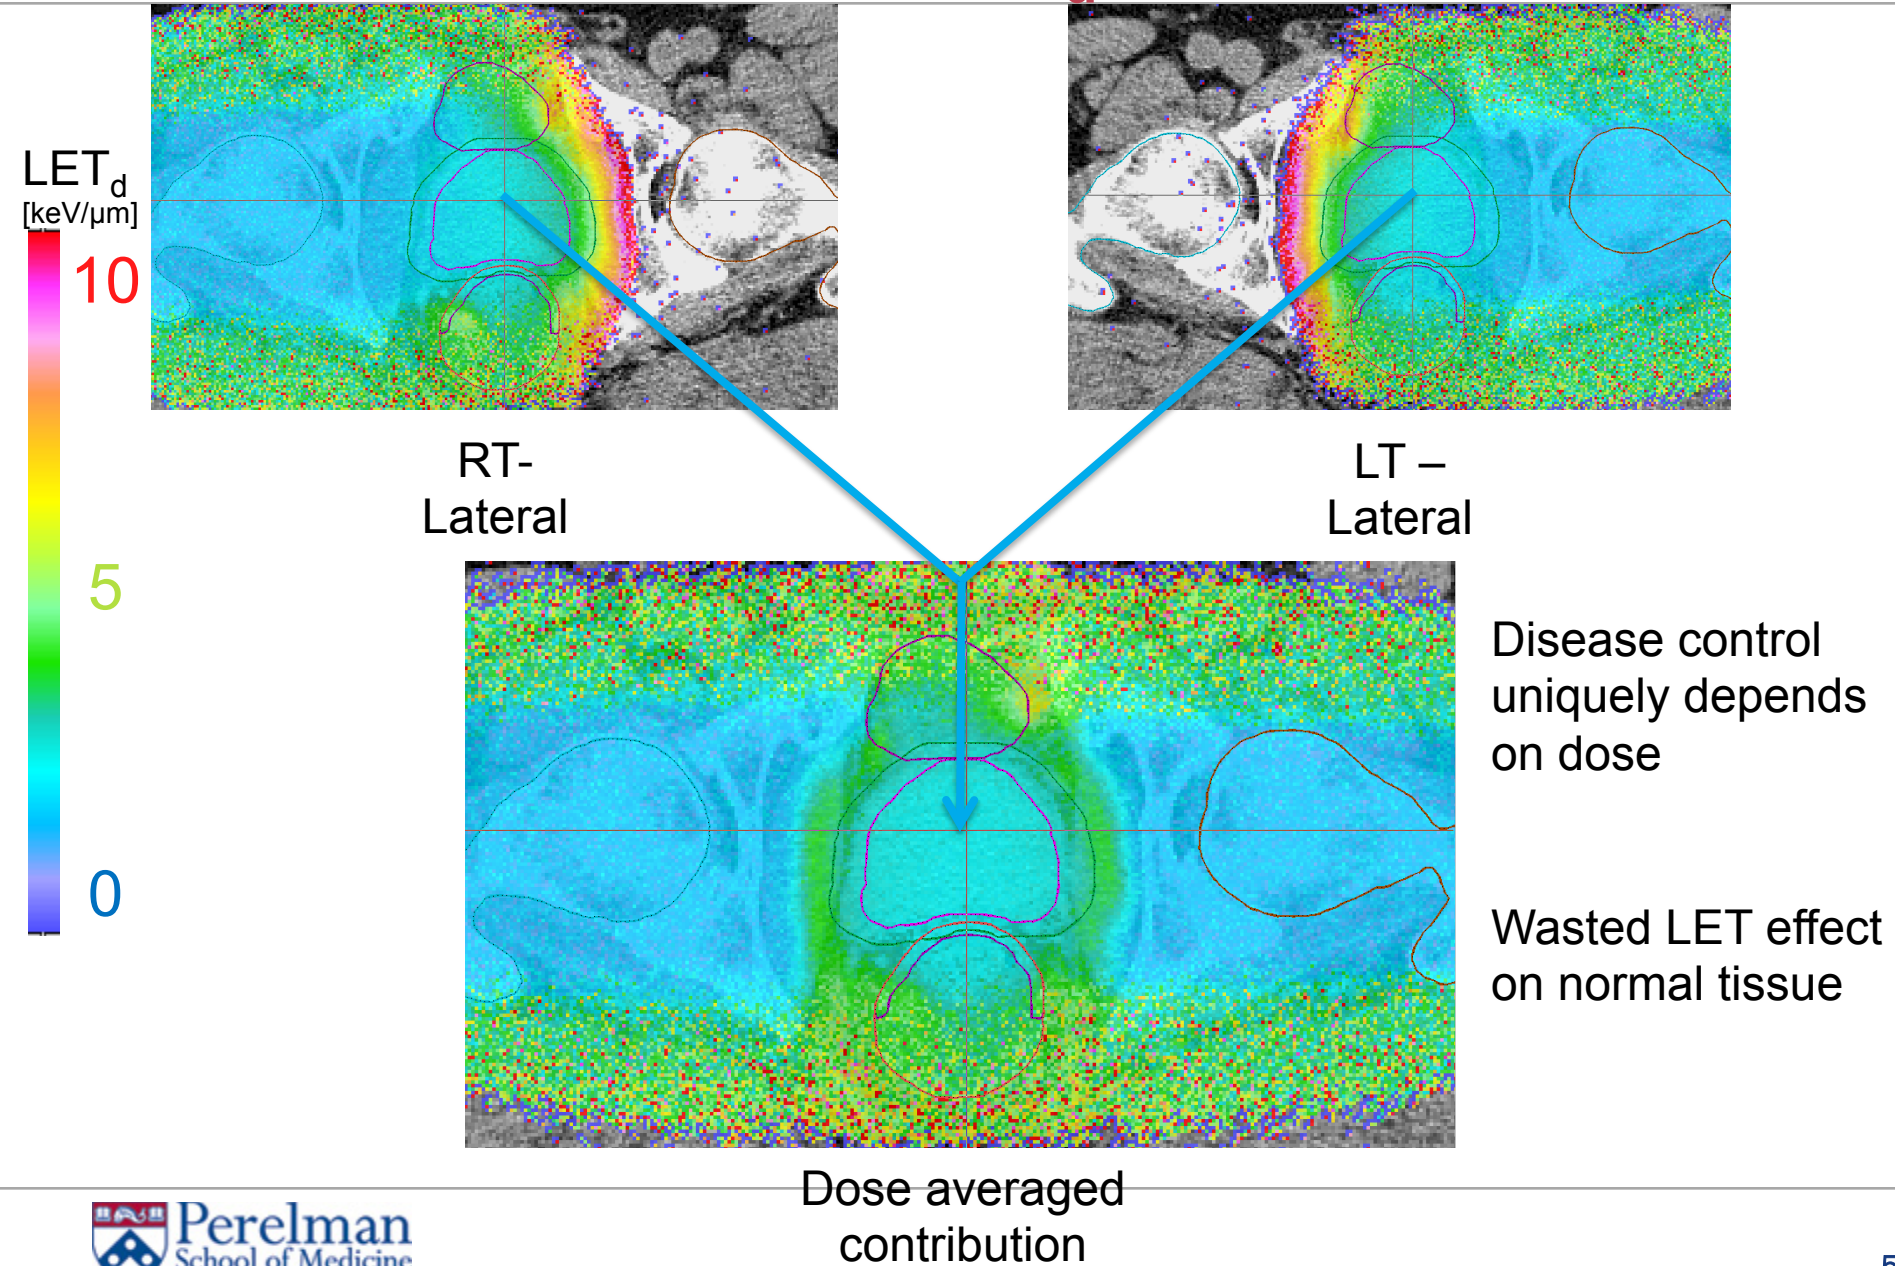 LETd
[keV/µm]
10
5
0
RT-
Lateral
LT –
Lateral
Disease control
uniquely depends
on dose
Wasted LET effect
on normal tissue
Dose averaged
contribution
Perelman
School of Medicine
5